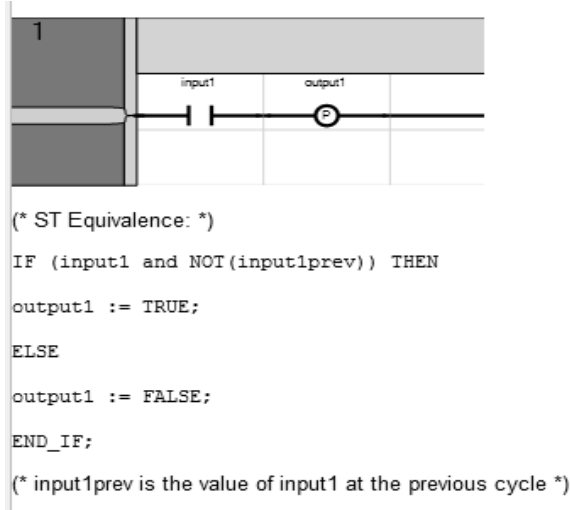 1
input1 output1
P
(* ST Equivalence: *)
IF (input1 and NOT(input1prev)) THEN
output1 := TRUE;
ELSE
output1 := FALSE;
END_IF;
(* input1prev is the value of input1 at the previous cycle *)